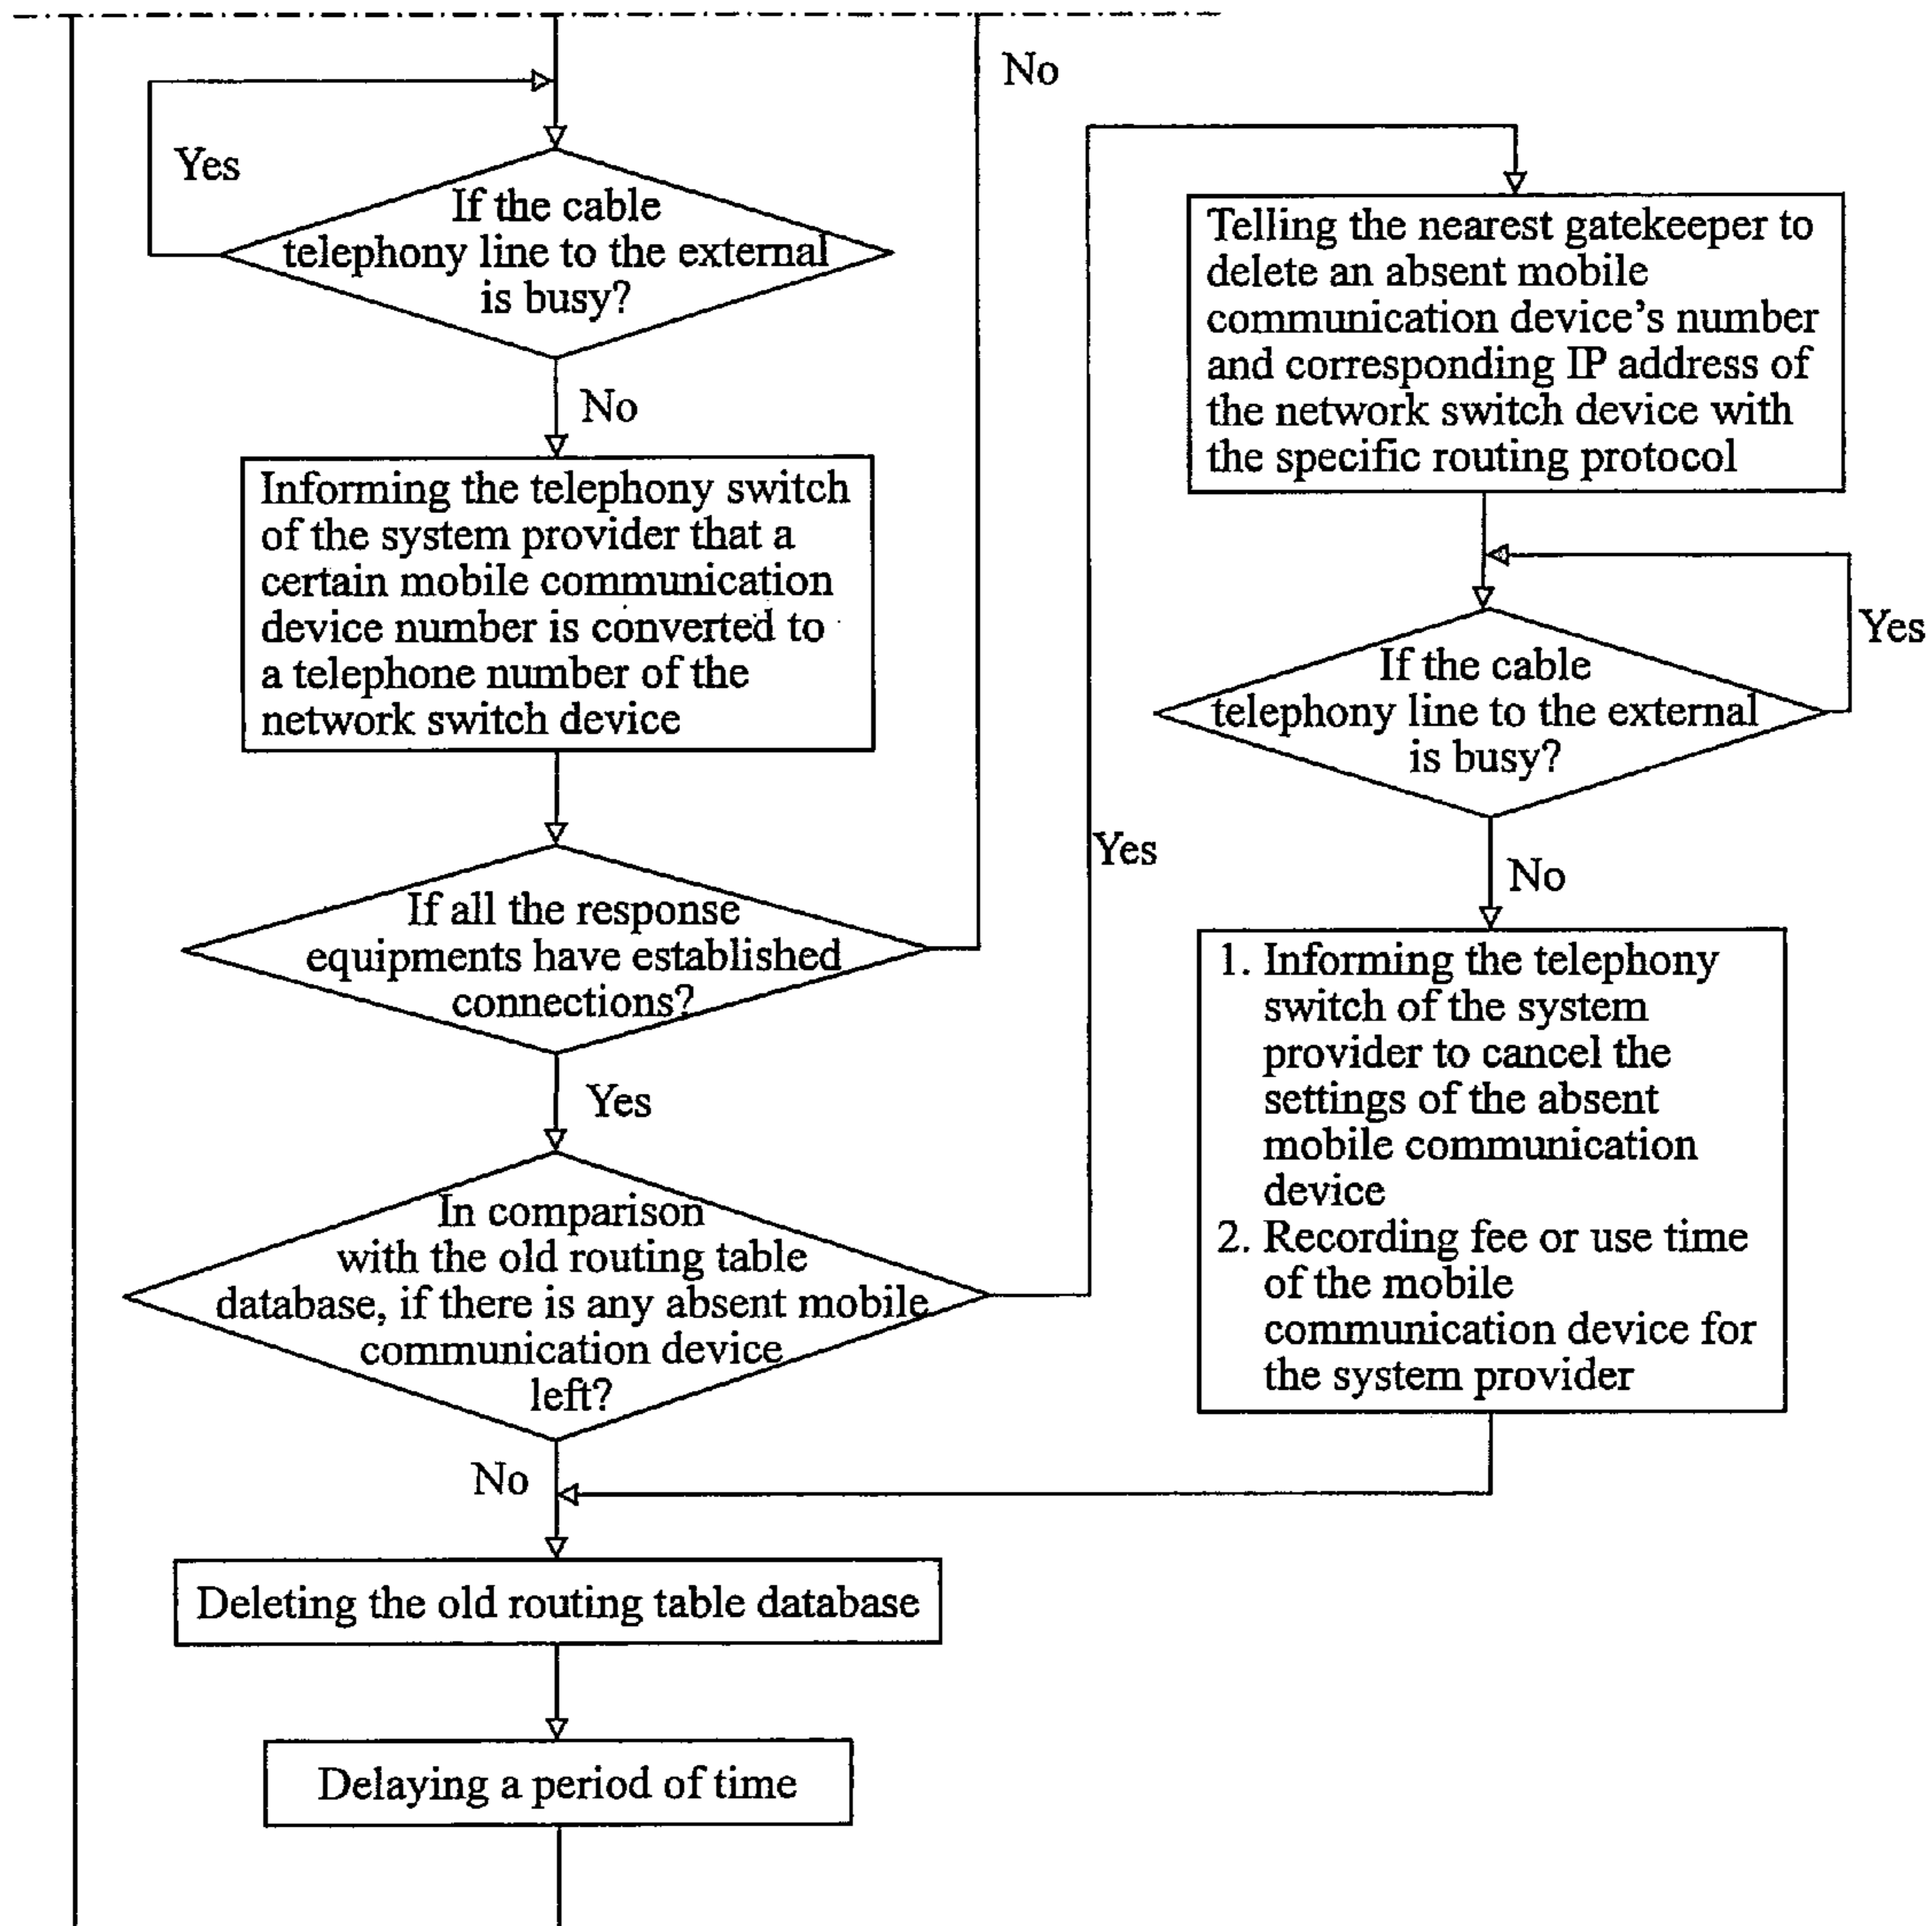 No
Yes
If the cable
telephony line to the external
is busy?
No
Informing the telephony switch
of the system provider that a
certain mobile communication
device number is converted to
a telephone number of the
network switch device
If all the response
equipments have established
connections?
Yes
In comparison
with the old routing table
database, if there is any absent mobile
communication device
left?
No
Deleting the old routing table database
Delaying a period of time
Yes
Telling the nearest gatekeeper to
delete an absent mobile
communication device’s number
and corresponding IP address of
the network switch device with
the specific routing protocol
Yes
If the cable
telephony line to the external
is busy?
No
1. Informing the telephony
switch of the system
provider to cancel the
settings of the absent
mobile communication
device
2. Recording fee or use time
of the mobile
communication device for
the system provider